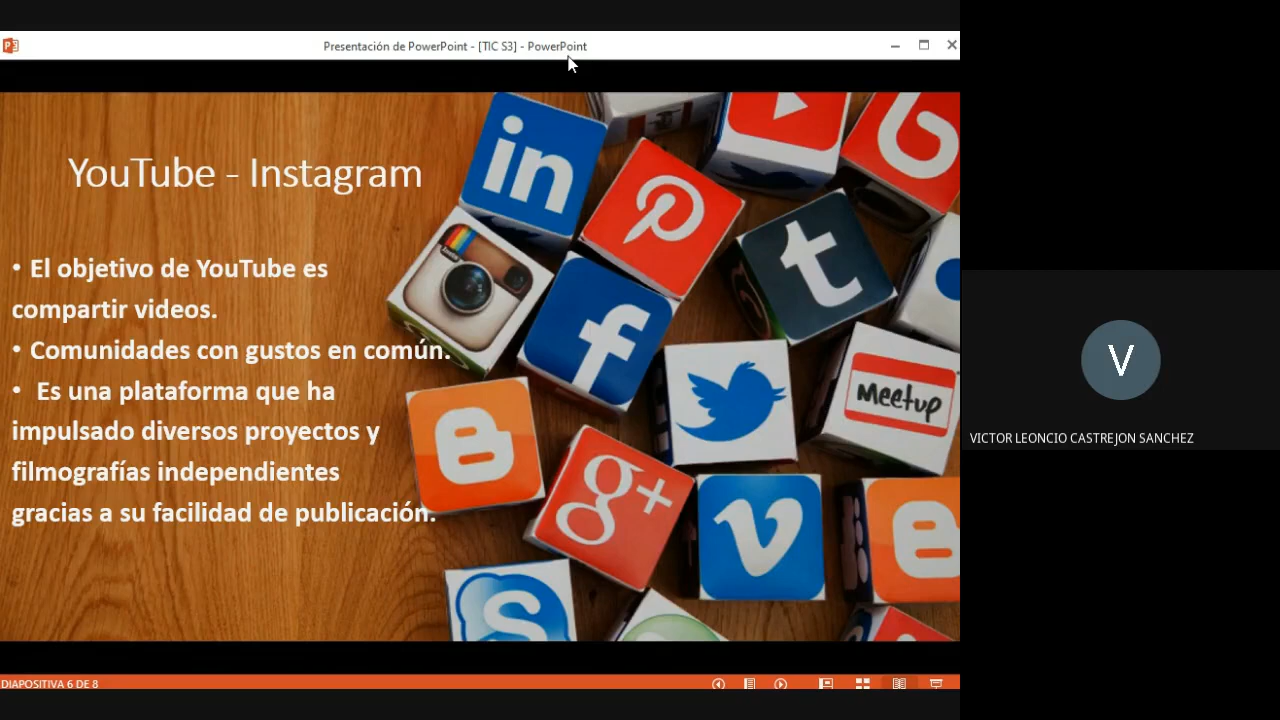 Presentación de PowerPoint - [TIC S3] - PowerPoint
YouTube - Instagram
• El objetivo de YouTube es
compartir videos.
• Comunidades con gustos en común.
• Es una plataforma que ha
impulsado diversos proyectos y
filmografías independientes
gracias a su facilidad de publicación.
in
t
f
Meetup
g+
v
S
V
VICTOR LEONCIO CASTREJON SANCHEZ
DIAPOSITIVA 6 DE 8